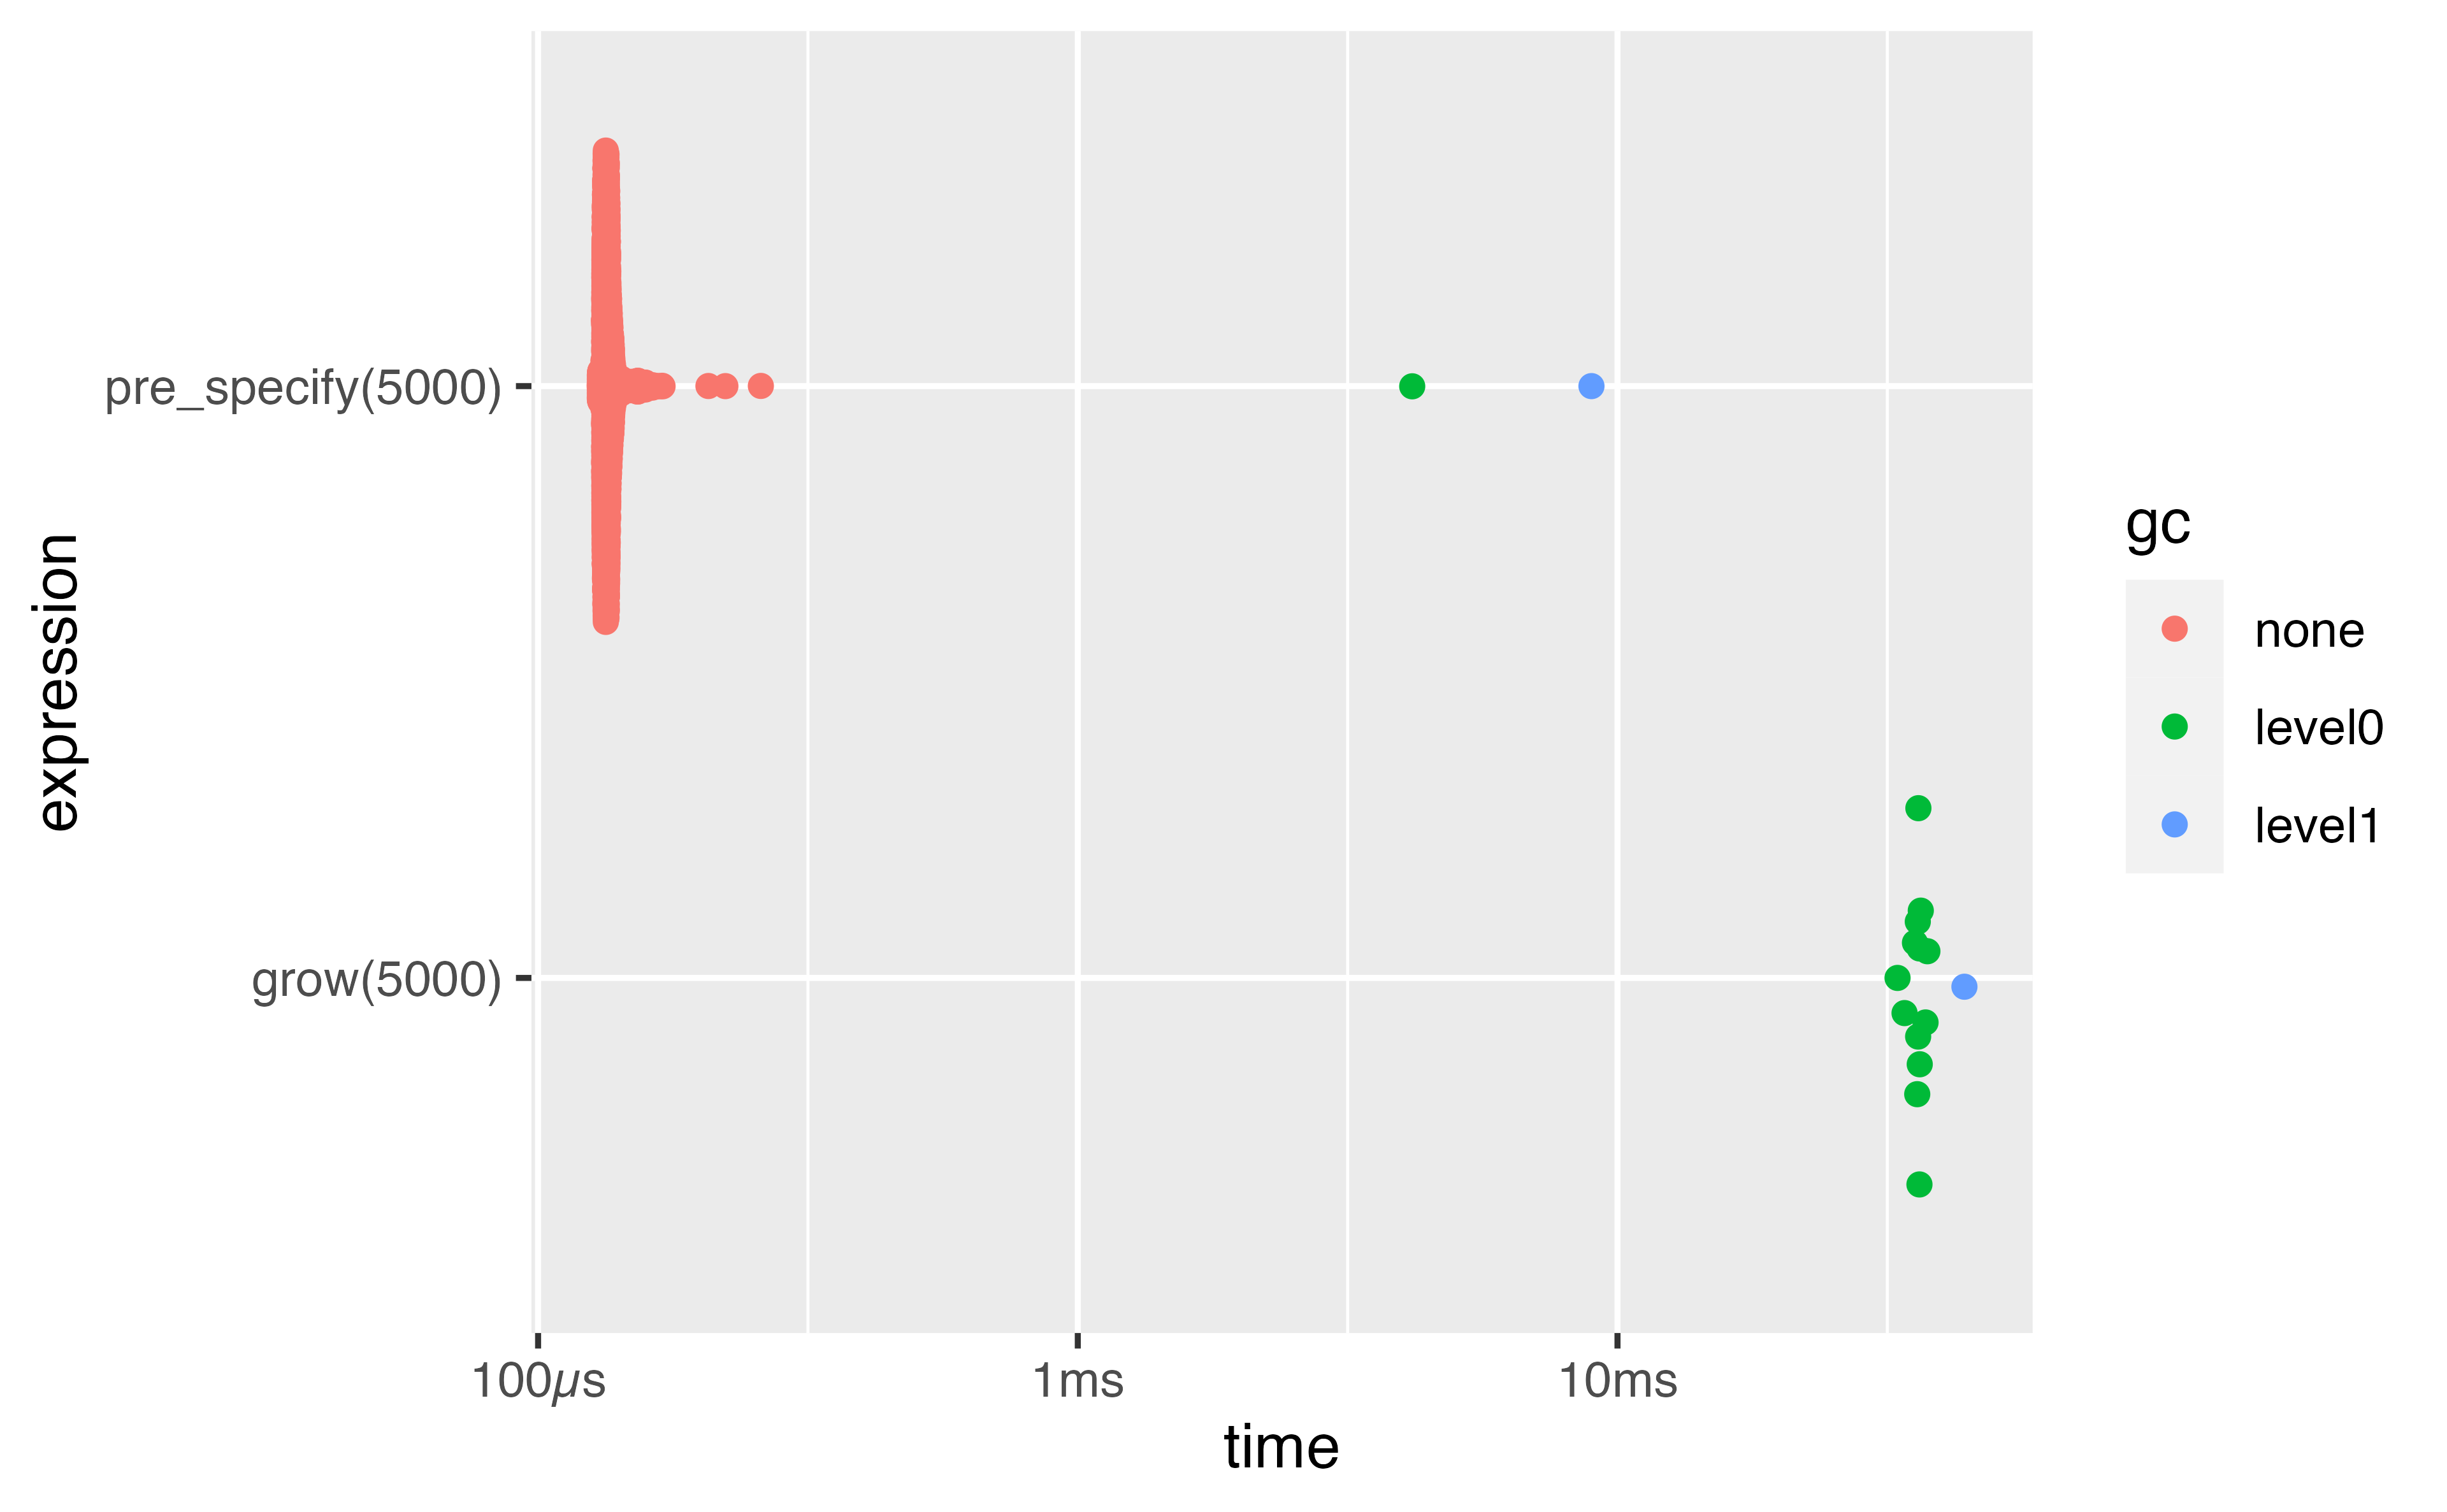 expression
pre_specify(5000)
grow(5000)
100µs
1ms
10ms
time
gc
none
level0
level1